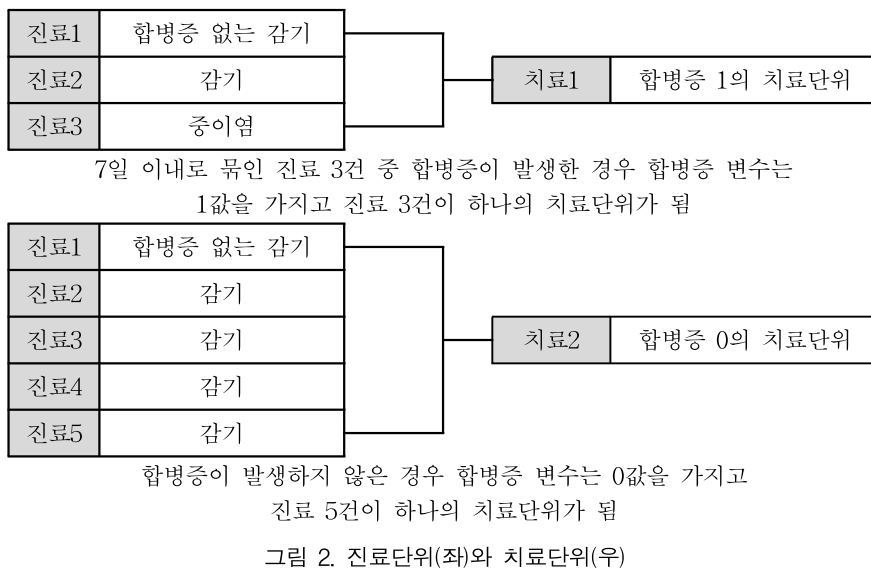 진료1 합병증 없는 감기
진료2 감기 치료1 합병증 1의 치료단위
진료3 중이염
7일 이내로 묶인 진료 3건 중 합병증이 발생한 경우 합병증 변수는
1값을 가지고 진료 3건이 하나의 치료단위가 됨
진료1 합병증 없는 감기
진료2 감기
진료3 감기 치료2 합병증 0의 치료단위
진료4 감기
진료5 감기
합병증이 발생하지 않은 경우 합병증 변수는 0값을 가지고
진료 5건이 하나의 치료단위가 됨
그림 2. 진료단위(좌)와 치료단위(우)